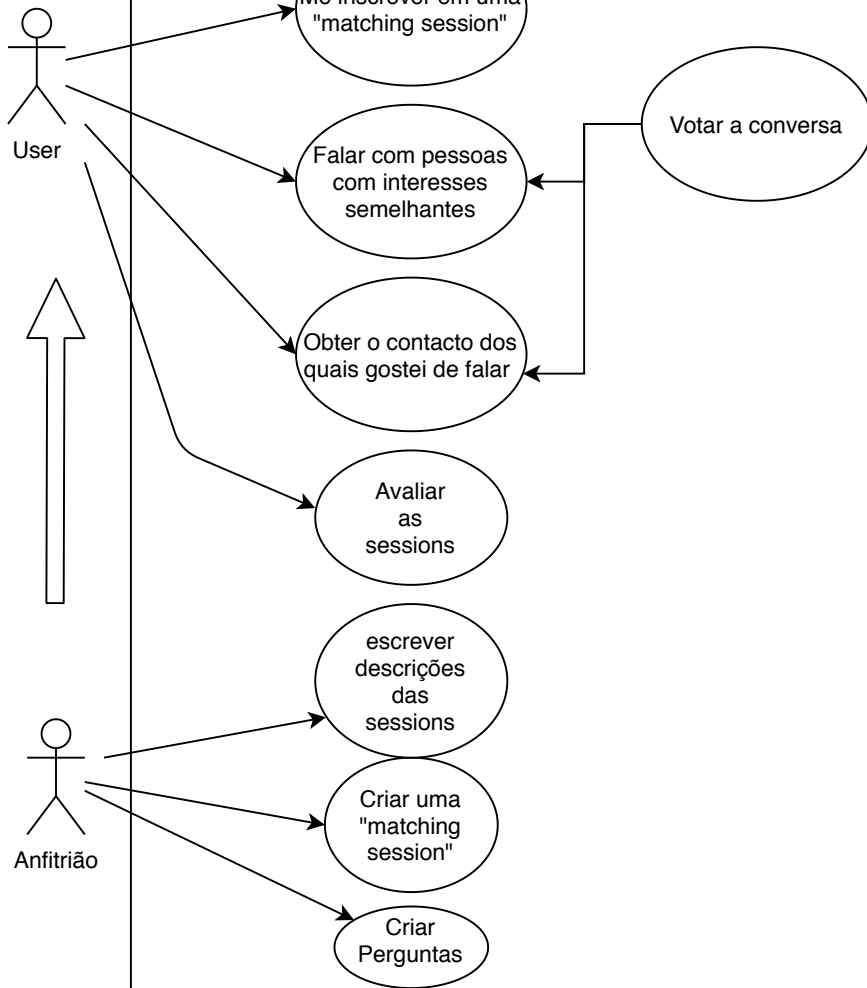 Me inscrever em uma
"matching session"
User
Falar com pessoas
com interesses
semelhantes
Votar a conversa
Obter o contacto dos
quais gostei de falar
Avaliar
as
sessions
escrever
descrições
das
sessions
Anfitrião
Criar uma
"matching
session"
Criar
Perguntas